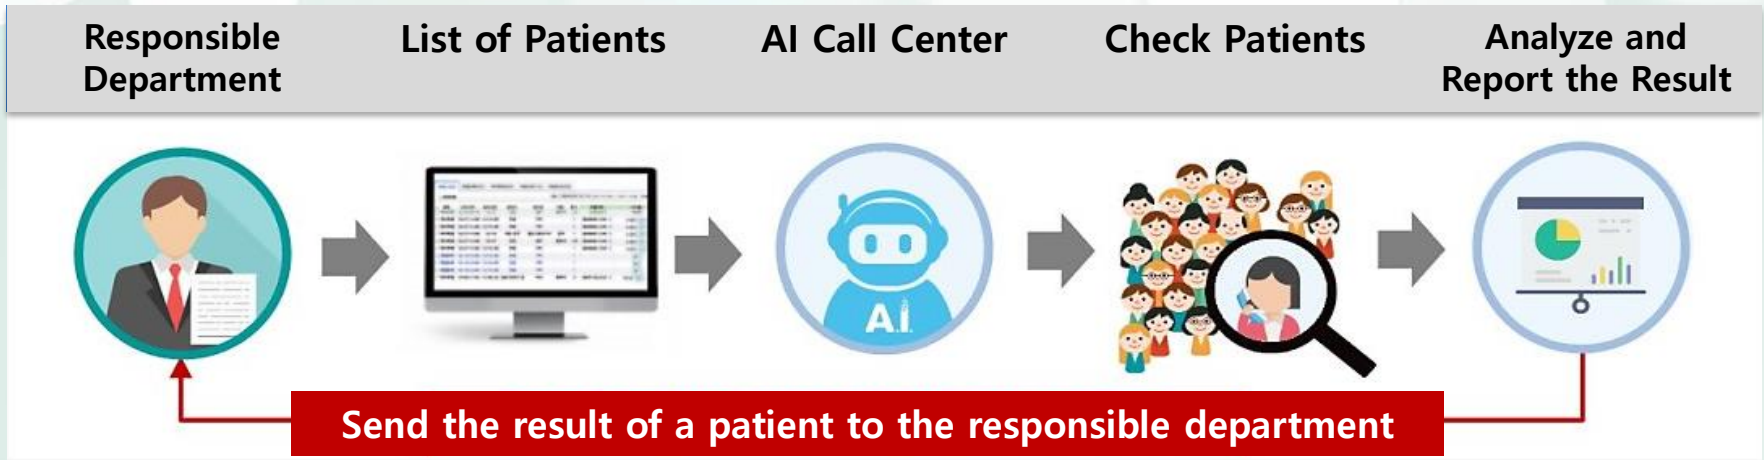 Responsible
Department
List of Patients
AI Call Center
Check Patients
Analyze and
Report the Result
A.I.
Send the result of a patient to the responsible department